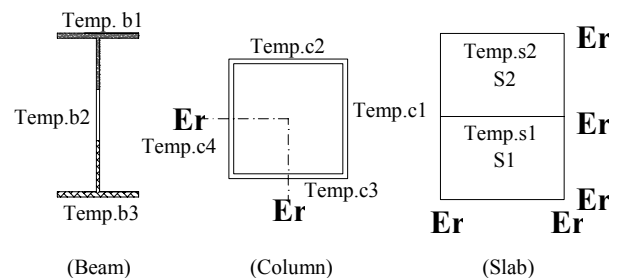 Temp. b1
Temp.b2
Temp.b3
(Beam)
Temp.c2
Temp.c1
Er
Temp.c4
Temp.c3
Er
(Column)
Er
Temp.s2
S2
Er
Temp.s1
S1
Er
Er
Er
(Slab)